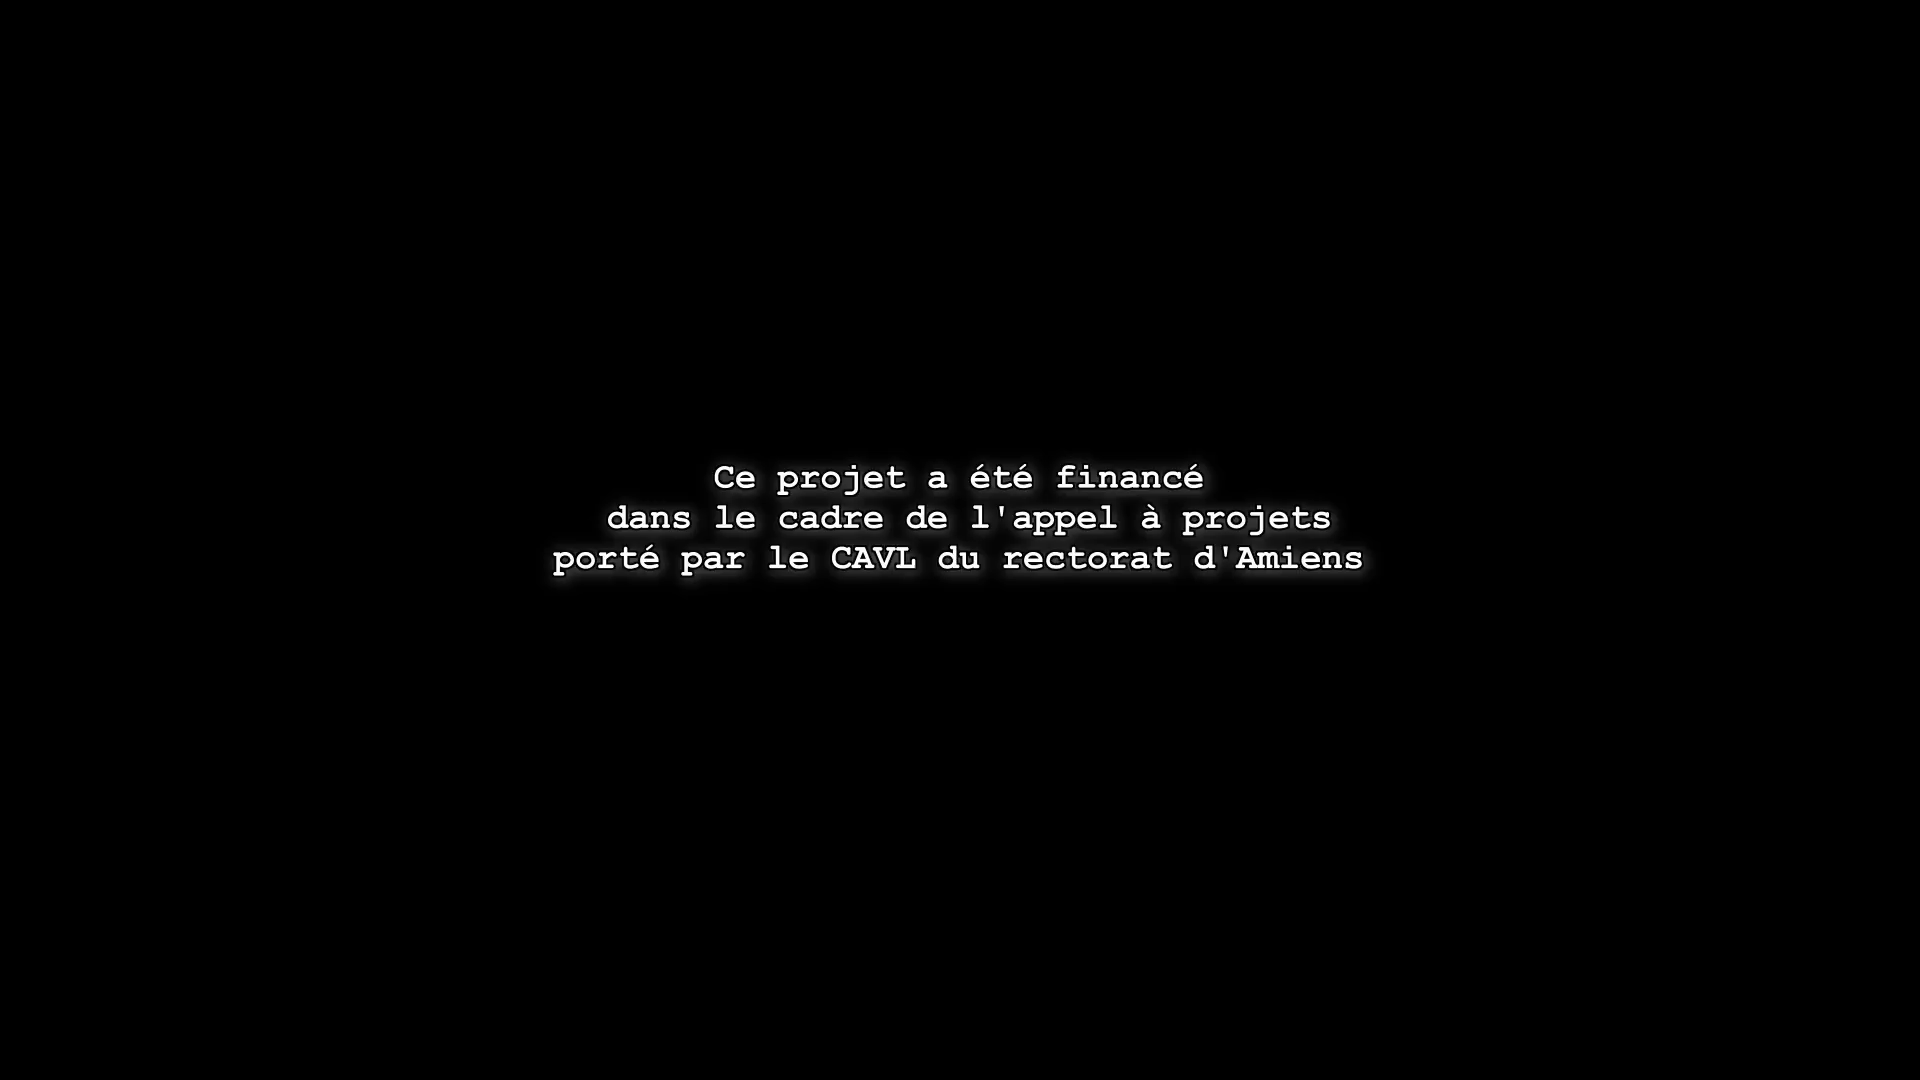 Ce projet a été financé
dans le cadre de l'appel à projets
porté par le CAVL du rectorat d'Amiens